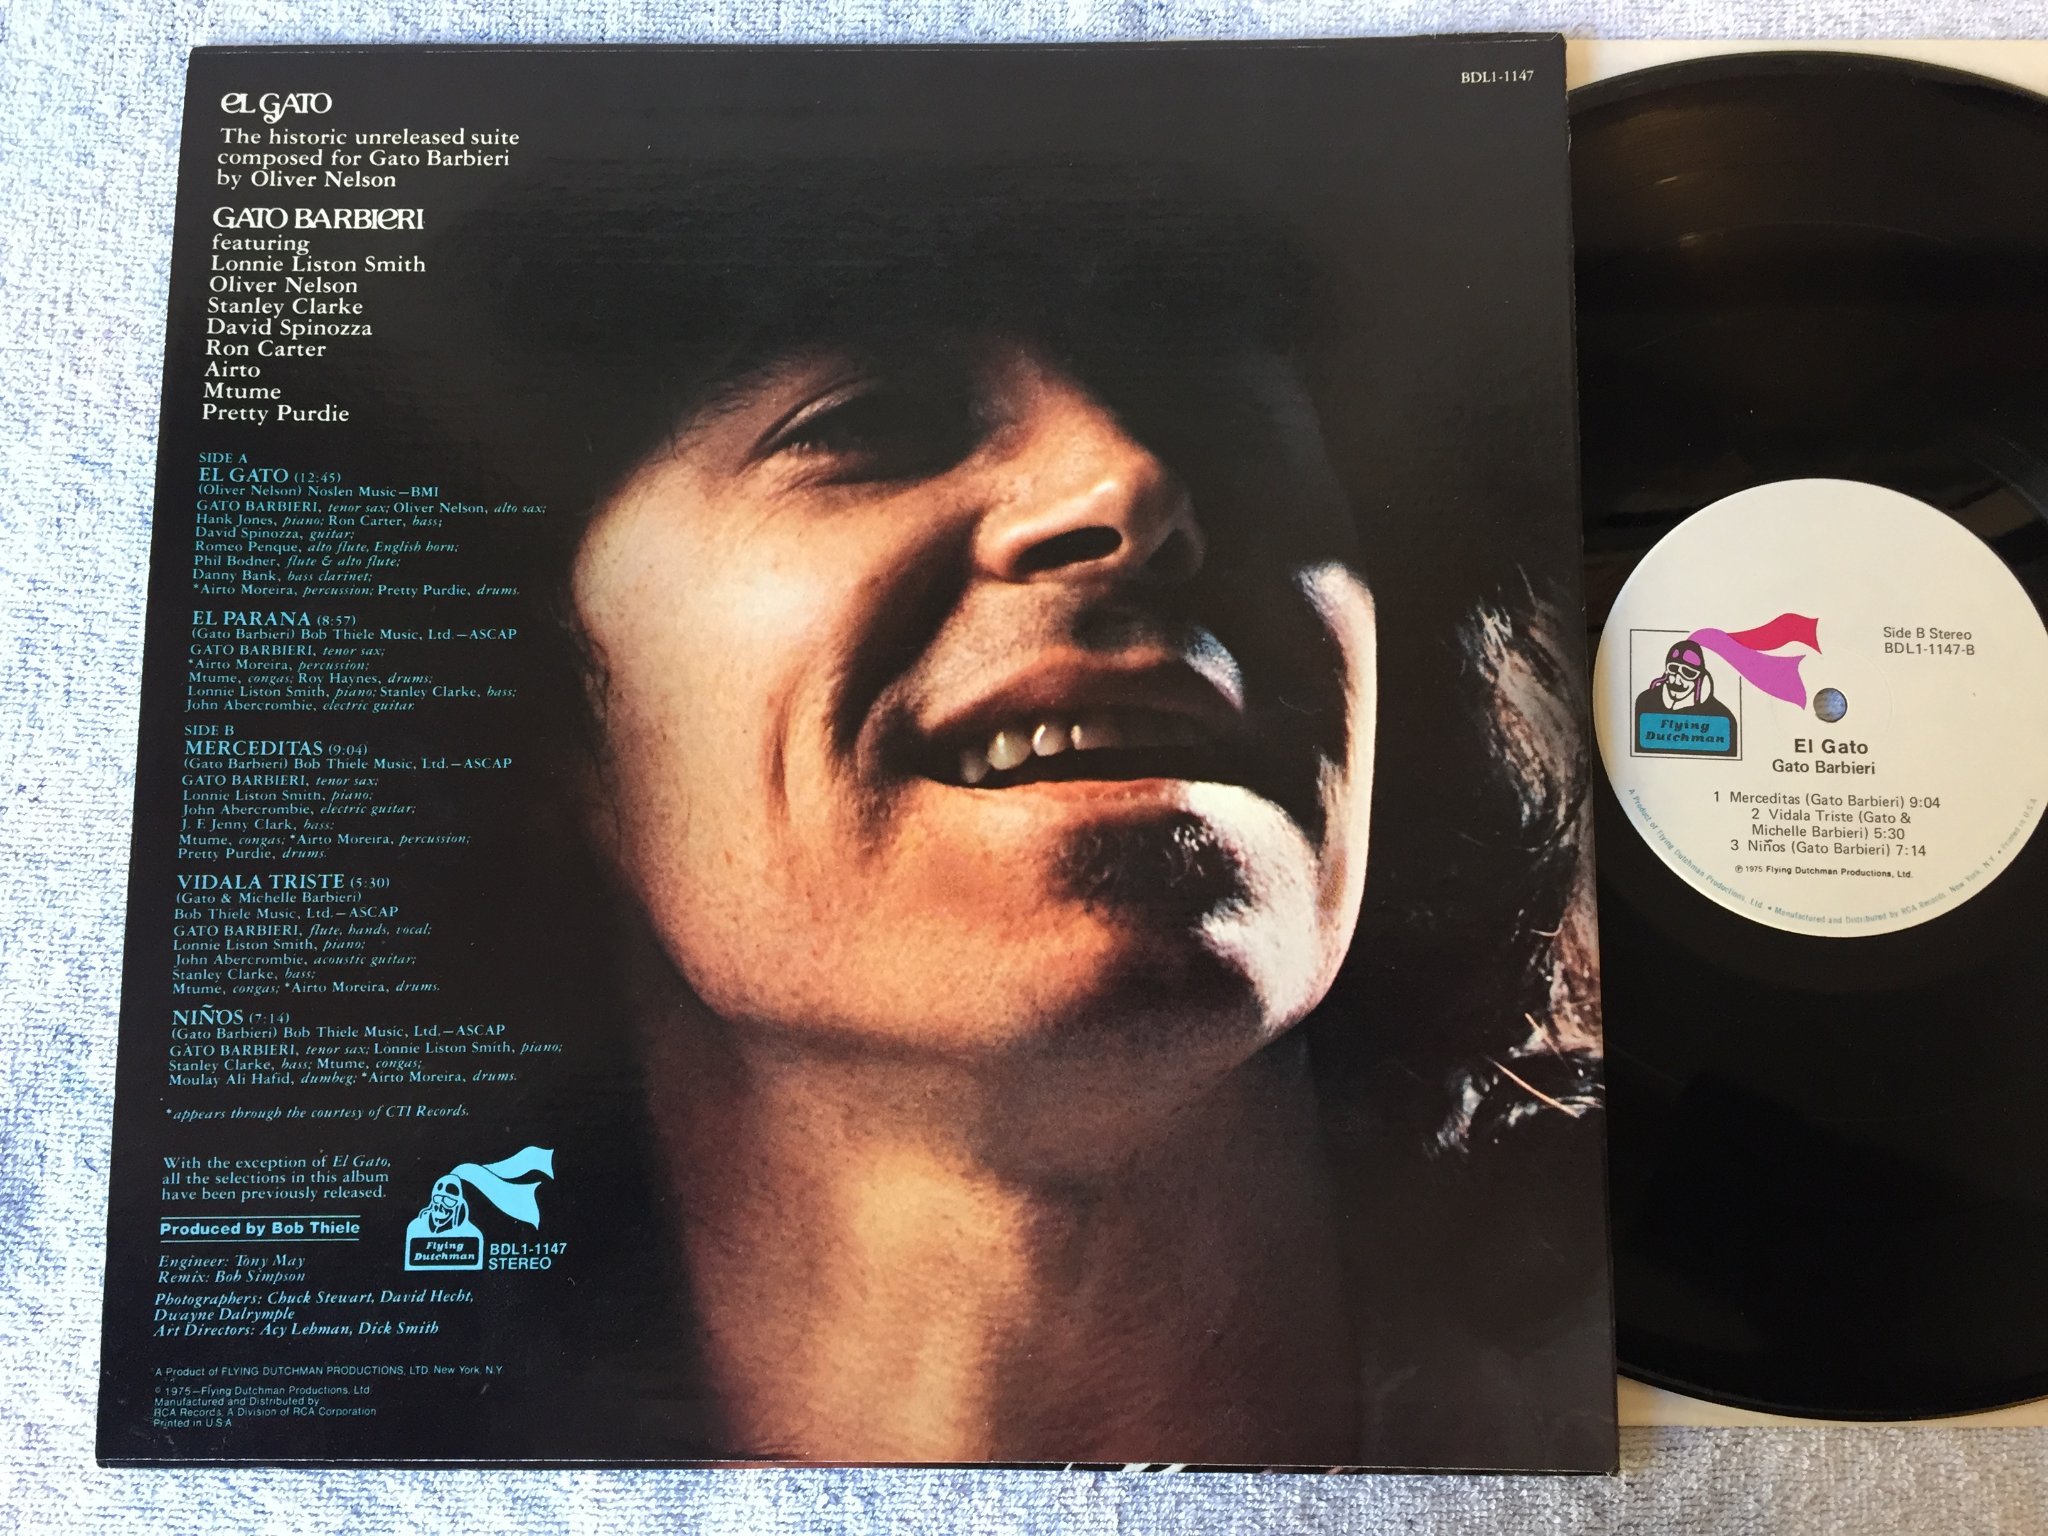 BDL1-1147
el GATO
The historic unreleased suite
composed for Gato Barbieri
by Oliver Nelson
GATO BARBIeRI
featuring
Lonnie Liston Smith
Oliver Nelson
Stanley Clarke
David Spinozza
Ron Carter
Airto
Mtume
Pretty Purdie
SIDE A
EL GATO (12:45)
(Oliver Nelson) Noslen Music—BMI
GATO BARBIERI, tenor sax; Oliver Nelson, alto sax;
Hank Jones, piano; Ron Carter, bass;
David Spinozza, guitar;
Romeo Penque, alto flute, English horn;
Phil Bodner, flute & alto flute;
Danny Bank, bass clarinet;
*Airto Moreira, percussion; Pretty Purdie, drums.
EL PARANA (8:57)
(Gato Barbieri) Bob Thiele Music, Ltd.—ASCAP
GATO BARBIERI, tenor sax;
*Airto Moreira, percussion;
Mtume, congas; Roy Haynes, drums;
Lonnie Liston Smith, piano; Stanley Clarke, bass;
John Abercrombie, electric guitar.
SIDE B
MERCEDITAS (9:04)
(Gato Barbieri) Bob Thiele Music, Ltd.—ASCAP
GATO BARBIERI, tenor sax;
Lonnie Liston Smith, piano;
John Abercrombie, electric guitar;
J. F. Jenny Clark, bass;
Mtume, congas; *Airto Moreira, percussion;
Pretty Purdie, drums.
VIDALA TRISTE (5:30)
(Gato & Michelle Barbieri)
Bob Thiele Music, Ltd.—ASCAP
GATO BARBIERI, flute, hands, vocal;
Lonnie Liston Smith, piano;
John Abercrombie, acoustic guitar;
Stanley Clarke, bass;
Mtume, congas; *Airto Moreira, drums.
NIÑOS (7:14)
(Gato Barbieri) Bob Thiele Music, Ltd.—ASCAP
GATO BARBIERI, tenor sax; Lonnie Liston Smith, piano;
Stanley Clarke, bass; Mtume, congas;
Moulay Ali Hafid, dumbeg; *Airto Moreira, drums.
*appears through the courtesy of CTI Records.
With the exception of El Gato,
all the selections in this album
have been previously released.
Produced by Bob Thiele
Engineer: Tony May
Remix: Bob Simpson
Photographers: Chuck Stewart, David Hecht,
Dwayne Dalrymple
Art Directors: Acy Lehman, Dick Smith
Flying
Dutchman
BDL1-1147
STEREO
A Product of FLYING DUTCHMAN PRODUCTIONS, LTD. New York, N.Y.
© 1975—Flying Dutchman Productions, Ltd.
Manufactured and Distributed by
RCA Records, A Division of RCA Corporation
Printed in U.S.A.
Side B Stereo
BDL1-1147-B
Flying
Dutchman
El Gato
Gato Barbieri
1 Merceditas (Gato Barbieri) 9:04
2 Vidala Triste (Gato &
Michelle Barbieri) 5:30
3 Niños (Gato Barbieri) 7:14
℗ 1975 Flying Dutchman Productions, Ltd.
A Product of Flying Dutchman Productions, Ltd. • Manufactured and Distributed by RCA Records, New York, N.Y. • Printed in U.S.A.